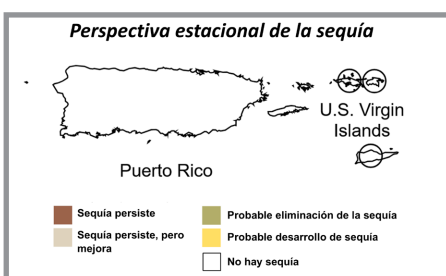 Perspectiva estacional de la sequía
U.S. Virgin
Islands
Puerto Rico
Sequía persiste
Sequía persiste, pero
mejora
Probable eliminación de la sequía
Probable desarrollo de sequía
No hay sequía